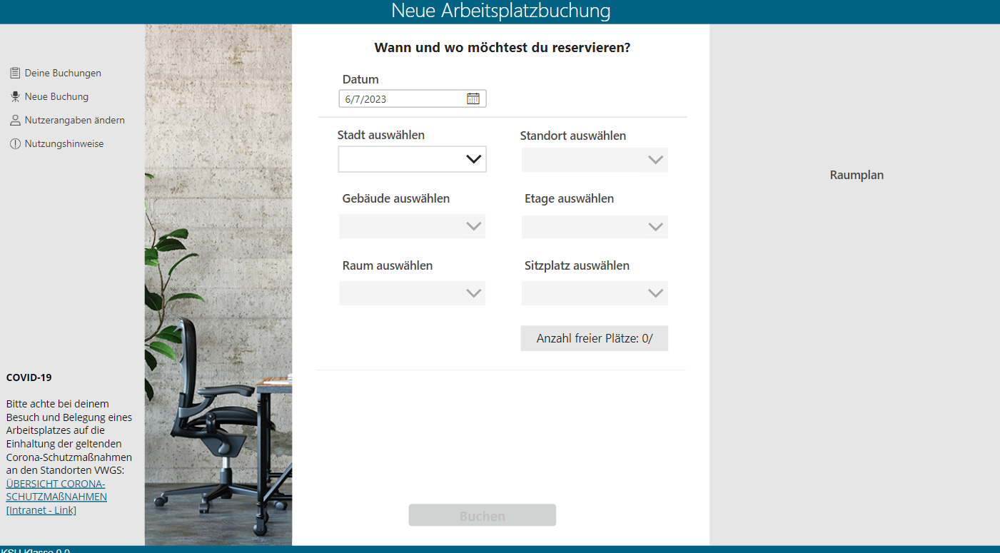 Neue Arbeitsplatzbuchung
Deine Buchungen
Neue Buchung
Nutzerangaben ändern
Nutzungshinweise
COVID-19
Bitte achte bei deinem
Besuch und Belegung eines
Arbeitsplatzes auf die
Einhaltung der geltenden
Corona-Schutzmaßnahmen
an den Standorten VWGS:
ÜBERSICHT CORONA-
SCHUTZMAßNAHMEN
[Intranet - Link]
Wann und wo möchtest du reservieren?
Datum
6/7/2023
Stadt auswählen
Standort auswählen
Gebäude auswählen
Etage auswählen
Raum auswählen
Sitzplatz auswählen
Anzahl freier Plätze: 0/
Buchen
Raumplan
KSU Klasse 0.0